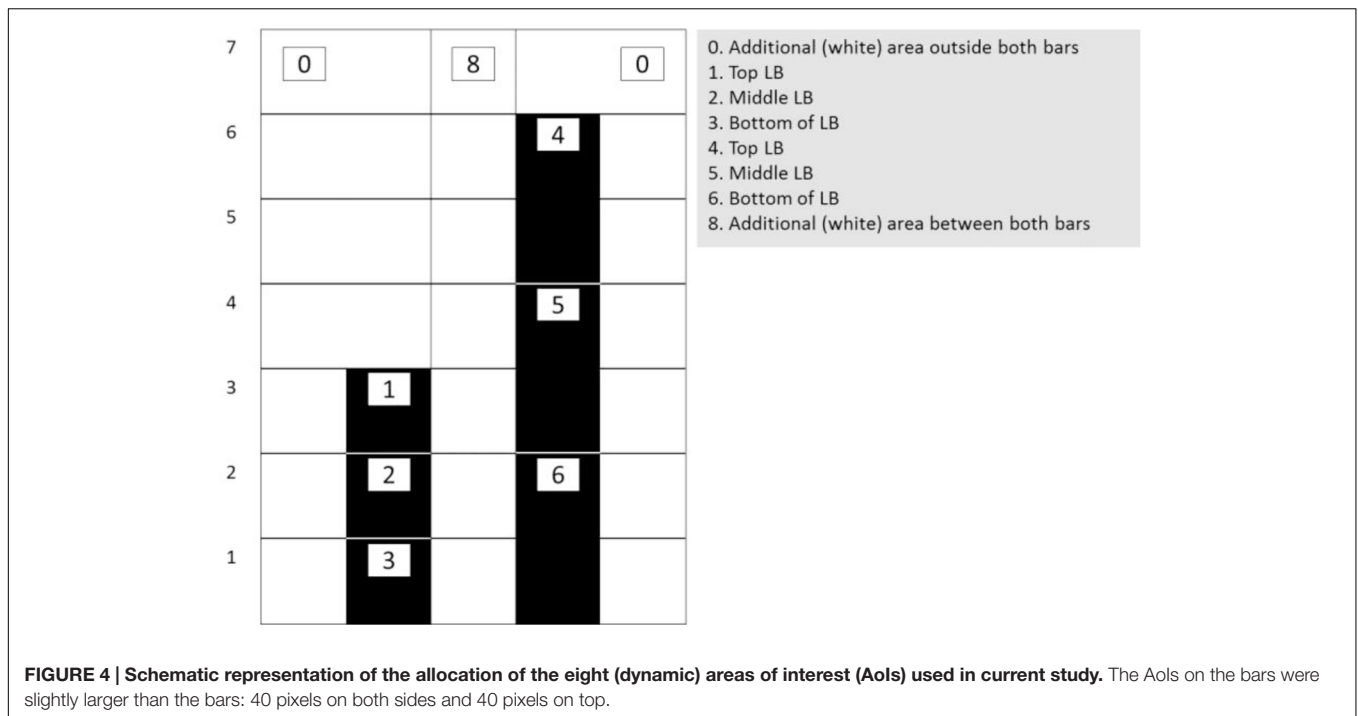 7
0 8 0
6
4
5
4
5
3
1
2
2 6
1
3
0. Additional (white) area outside both bars
1. Top LB
2. Middle LB
3. Bottom of LB
4. Top LB
5. Middle LB
6. Bottom of LB
8. Additional (white) area between both bars
FIGURE 4 | Schematic representation of the allocation of the eight (dynamic) areas of interest (AoIs) used in current study. The AoIs on the bars were
slightly larger than the bars: 40 pixels on both sides and 40 pixels on top.